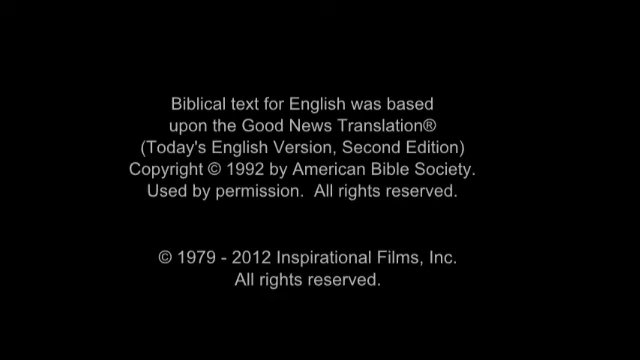 Biblical text for English was based
upon the Good News Translation®
(Today's English Version, Second Edition)
Copyright © 1992 by American Bible Society.
Used by permission.  All rights reserved.
© 1979 - 2012 Inspirational Films, Inc.
All rights reserved.